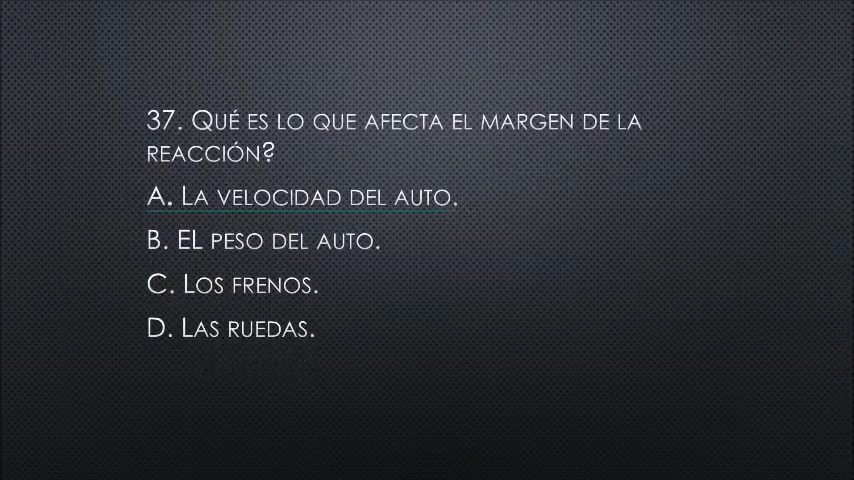 37. Qué es lo que afecta el margen de la
reacción?
A. La velocidad del auto.
B. EL peso del auto.
C. Los frenos.
D. Las ruedas.